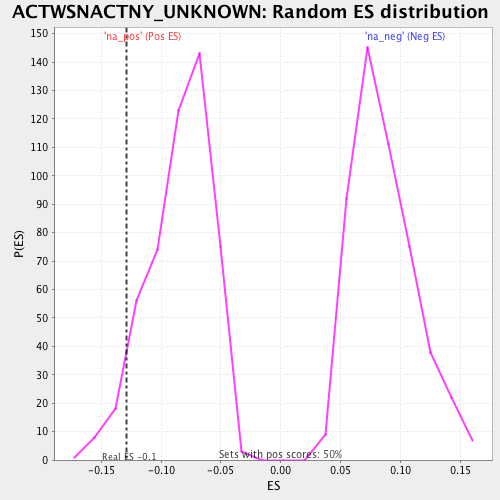 ACTWSNACTNY_UNKNOWN: Random ES distribution
'na_pos' (Pos ES) 'na_neg' (Neg ES)
150
140
130
120
110
100
90
80
70
60
50
40
30
20
10
0
P(ES)
Real ES -0.1 Sets with pos scores: 50%
-0.15 -0.10 -0.05 0.00 0.05 0.10 0.15
ES